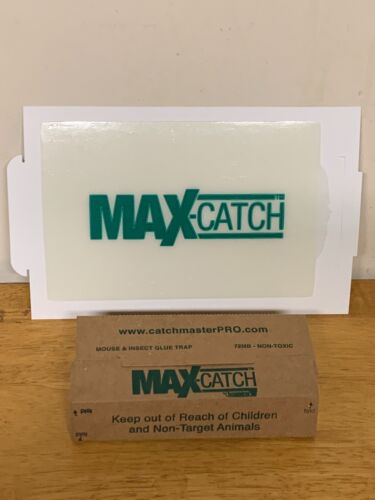 MAX-CATCH
www.catchmasterPRO.com
MOUSE & INSECT GLUE TRAP 72MB - NON-TOXIC
MAX-CATCH
Keep out of Reach of Children
and Non-Target Animals